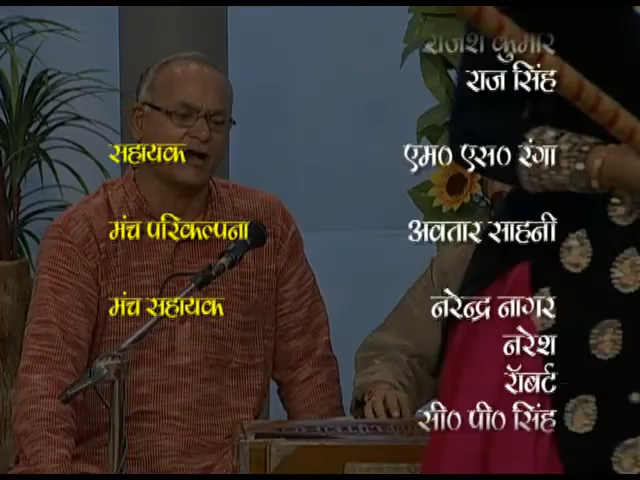 राजेश कुमार
राज सिंह
सहायक एम० एस० रंगा
मंच परिकल्पना अवतार साहनी
मंच सहायक नरेन्द्र नागर
नरेश
रॉबर्ट
सी० पी० सिंह